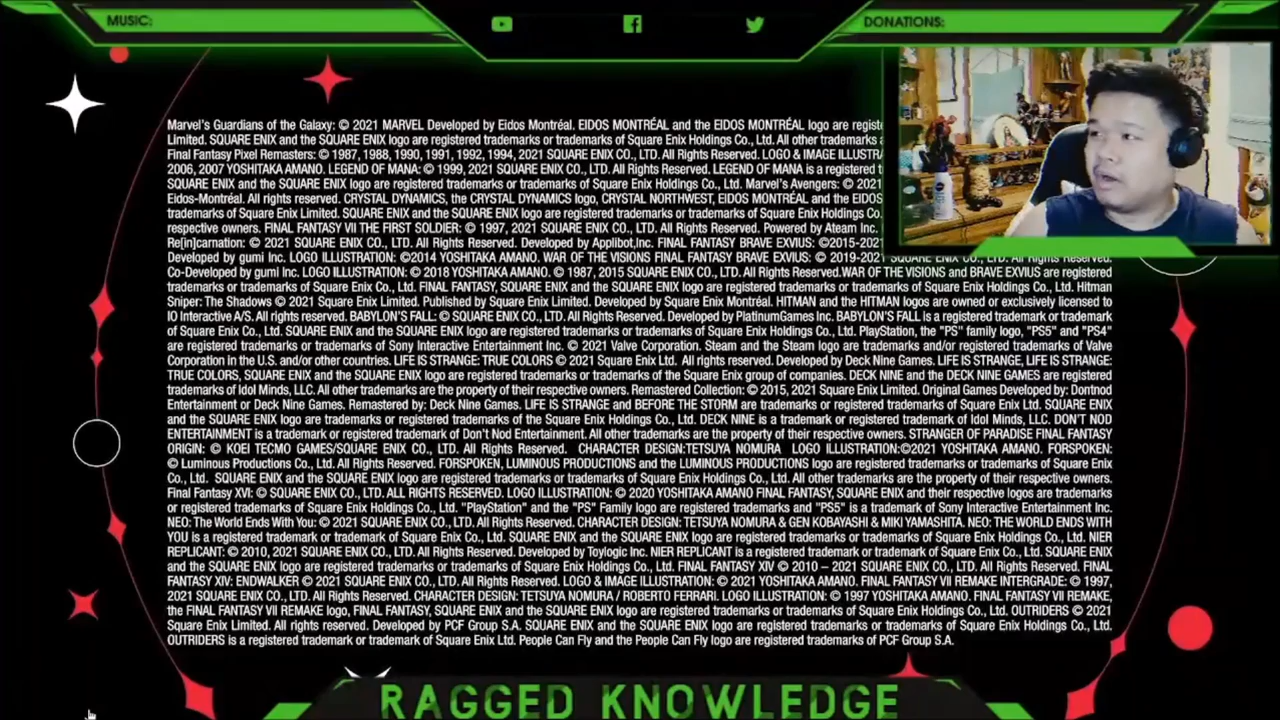 MUSIC:
DONATIONS:
Marvel's Guardians of the Galaxy: © 2021 MARVEL Developed by Eidos Montréal. EIDOS MONTRÉAL and the EIDOS MONTRÉAL logo are
Limited. SQUARE ENIX and the SQUARE ENIX logo are registered trademarks or trademarks of Square Enix Holdings Co., Ltd. All other trademarks
Final Fantasy Pixel Remasters: © 1987, 1988, 1990, 1991, 1992, 1994, 2021 SQUARE ENIX CO., LTD. All Rights Reserved. LOGO & IMAGE
2006, 2007 YOSHITAKA AMANO. LEGEND OF MANA: © 1999, 2021 SQUARE ENIX CO., LTD. All Rights Reserved. LEGEND OF MANA is a registered
SQUARE ENIX and the SQUARE ENIX logo are registered trademarks or trademarks of Square Enix Holdings Co., Ltd. Marvel's Avengers: © 2021
Eidos-Montréal. All rights reserved. CRYSTAL DYNAMICS, the CRYSTAL DYNAMICS logo, CRYSTAL NORTHWEST, EIDOS MONTRÉAL and the EIDOS
trademarks of Square Enix Limited. SQUARE ENIX and the SQUARE ENIX logo are registered trademarks or trademarks of Square Enix Holdings
respective owners. FINAL FANTASY VII THE FIRST SOLDIER: © 1997, 2021 SQUARE ENIX CO., LTD. All Rights Reserved. Powered by Ateam Inc.
Re[in]carnation: © 2021 SQUARE ENIX CO., LTD. All Rights Reserved. Developed by Applibot,Inc. FINAL FANTASY BRAVE EXVIUS: ©2015-2021
Developed by gumi Inc. LOGO ILLUSTRATION: ©2014 YOSHITAKA AMANO. WAR OF THE VISIONS FINAL FANTASY BRAVE EXVIUS: © 2019-2021 SQUARE ENIX CO., LTD. All Rights Reserved.
Co-Developed by gumi Inc. LOGO ILLUSTRATION: © 2018 YOSHITAKA AMANO. © 1987, 2015 SQUARE ENIX CO., LTD. All Rights Reserved.WAR OF THE VISIONS and BRAVE EXVIUS are registered
trademarks or trademarks of Square Enix Co., Ltd. FINAL FANTASY, SQUARE ENIX and the SQUARE ENIX logo are registered trademarks or trademarks of Square Enix Holdings Co., Ltd. Hitman
Sniper: The Shadows © 2021 Square Enix Limited. Published by Square Enix Limited. Developed by Square Enix Montréal. HITMAN and the HITMAN logos are owned or exclusively licensed to
IO Interactive A/S. All rights reserved. BABYLON'S FALL: © SQUARE ENIX CO., LTD. All Rights Reserved. Developed by PlatinumGames Inc. BABYLON'S FALL is a registered trademark or trademark
of Square Enix Co., Ltd. SQUARE ENIX and the SQUARE ENIX logo are registered trademarks or trademarks of Square Enix Holdings Co., Ltd. PlayStation, the "PS" family logo, "PS5" and "PS4"
are registered trademarks or trademarks of Sony Interactive Entertainment Inc. © 2021 Valve Corporation. Steam and the Steam logo are trademarks and/or registered trademarks of Valve
Corporation in the U.S. and/or other countries. LIFE IS STRANGE: TRUE COLORS © 2021 Square Enix Ltd. All rights reserved. Developed by Deck Nine Games. LIFE IS STRANGE, LIFE IS STRANGE:
TRUE COLORS, SQUARE ENIX and the SQUARE ENIX logo are registered trademarks or trademarks of the Square Enix group of companies. DECK NINE and the DECK NINE GAMES are registered
trademarks of Idol Minds, LLC. All other trademarks are the property of their respective owners. Remastered Collection: © 2015, 2021 Square Enix Limited. Original Games Developed by: Dontnod
Entertainment or Deck Nine Games. Remastered by: Deck Nine Games. LIFE IS STRANGE and BEFORE THE STORM are trademarks or registered trademarks of Square Enix Ltd. SQUARE ENIX
and the SQUARE ENIX logo are trademarks or registered trademarks of the Square Enix Holdings Co., Ltd. DECK NINE is a trademark or registered trademark of Idol Minds, LLC. DON'T NOD
ENTERTAINMENT is a trademark or registered trademark of Don't Nod Entertainment. All other trademarks are the property of their respective owners. STRANGER OF PARADISE FINAL FANTASY
ORIGIN: © KOEI TECMO GAMES/SQUARE ENIX CO., LTD. All Rights Reserved. CHARACTER DESIGN:TETSUYA NOMURA LOGO ILLUSTRATION:©2021 YOSHITAKA AMANO. FORSPOKEN:
© Luminous Productions Co., Ltd. All Rights Reserved. FORSPOKEN, LUMINOUS PRODUCTIONS and the LUMINOUS PRODUCTIONS logo are registered trademarks or trademarks of Square Enix
Co., Ltd. SQUARE ENIX and the SQUARE ENIX logo are registered trademarks or trademarks of Square Enix Holdings Co., Ltd. All other trademarks are the property of their respective owners.
Final Fantasy XVI: © SQUARE ENIX CO., LTD. ALL RIGHTS RESERVED. LOGO ILLUSTRATION: © 2020 YOSHITAKA AMANO FINAL FANTASY, SQUARE ENIX and their respective logos are trademarks
or registered trademarks of Square Enix Holdings Co., Ltd. "PlayStation" and the "PS" Family logo are registered trademarks and "PS5" is a trademark of Sony Interactive Entertainment Inc.
NEO: The World Ends With You: © 2021 SQUARE ENIX CO., LTD. All Rights Reserved. CHARACTER DESIGN: TETSUYA NOMURA & GEN KOBAYASHI & MIKI YAMASHITA. NEO: THE WORLD ENDS WITH
YOU is a registered trademark or trademark of Square Enix Co., Ltd. SQUARE ENIX and the SQUARE ENIX logo are registered trademarks or trademarks of Square Enix Holdings Co., Ltd. NIER
REPLICANT: © 2010, 2021 SQUARE ENIX CO., LTD. All Rights Reserved. Developed by Toylogic Inc. NIER REPLICANT is a registered trademark or trademark of Square Enix Co., Ltd. SQUARE ENIX
and the SQUARE ENIX logo are registered trademarks or trademarks of Square Enix Holdings Co., Ltd. FINAL FANTASY XIV © 2010 – 2021 SQUARE ENIX CO., LTD. All Rights Reserved. FINAL
FANTASY XIV: ENDWALKER © 2021 SQUARE ENIX CO., LTD. All Rights Reserved. LOGO & IMAGE ILLUSTRATION: © 2021 YOSHITAKA AMANO. FINAL FANTASY VII REMAKE INTERGRADE: © 1997,
2021 SQUARE ENIX CO., LTD. All Rights Reserved. CHARACTER DESIGN: TETSUYA NOMURA / ROBERTO FERRARI. LOGO ILLUSTRATION: © 1997 YOSHITAKA AMANO. FINAL FANTASY VII REMAKE,
the FINAL FANTASY VII REMAKE logo, FINAL FANTASY, SQUARE ENIX and the SQUARE ENIX logo are registered trademarks or trademarks of Square Enix Holdings Co., Ltd. OUTRIDERS © 2021
Square Enix Limited. All rights reserved. Developed by PCF Group S.A. SQUARE ENIX and the SQUARE ENIX logo are registered trademarks or trademarks of Square Enix Holdings Co., Ltd.
OUTRIDERS is a registered trademark or trademark of Square Enix Ltd. People Can Fly and the People Can Fly logo are registered trademarks of PCF Group S.A.
RAGGED KNOWLEDGE